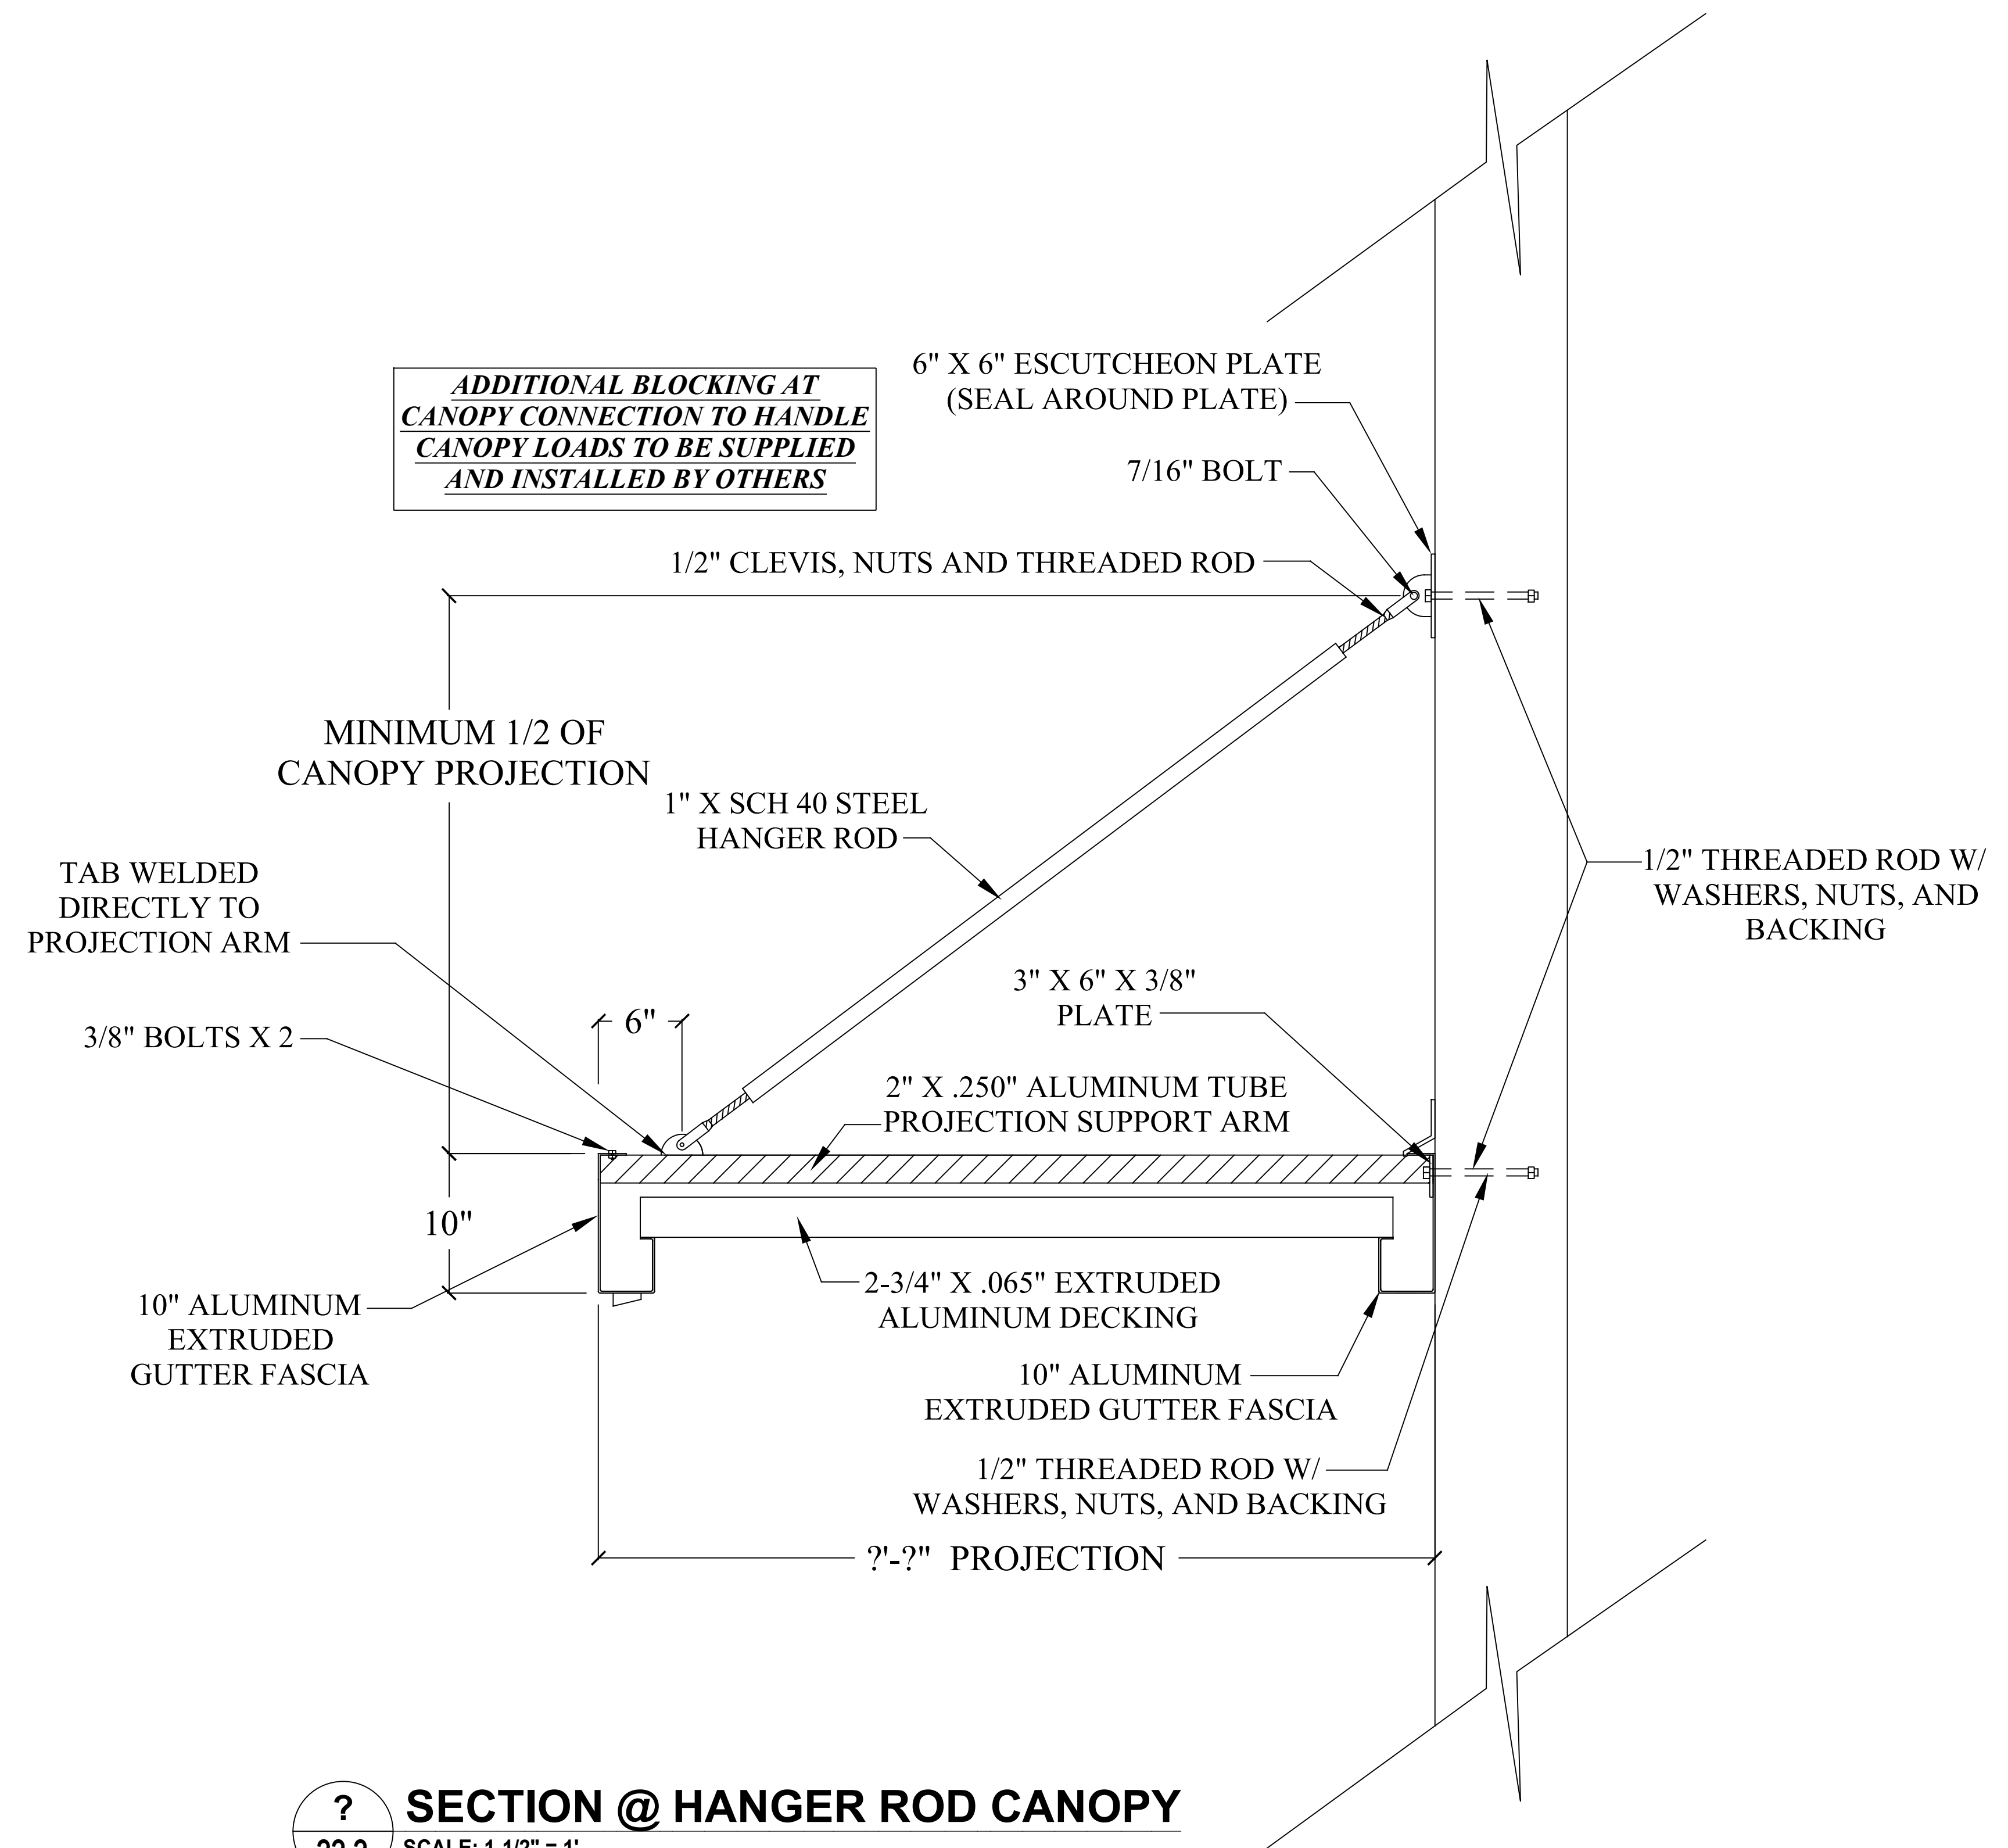 6" X 6" ESCUTCHEON PLATE
(SEAL AROUND PLATE)
ADDITIONAL BLOCKING AT
CANOPY CONNECTION TO HANDLE
CANOPY LOADS TO BE SUPPLIED
AND INSTALLED BY OTHERS
7/16" BOLT
1/2" CLEVIS, NUTS AND THREADED ROD
MINIMUM 1/2 OF
CANOPY PROJECTION
1" X SCH 40 STEEL
HANGER ROD
1/2" THREADED ROD W/
WASHERS, NUTS, AND
BACKING
TAB WELDED
DIRECTLY TO
PROJECTION ARM
3" X 6" X 3/8"
PLATE
6"
3/8" BOLTS X 2
2" X .250" ALUMINUM TUBE
PROJECTION SUPPORT ARM
10"
2-3/4" X .065" EXTRUDED
ALUMINUM DECKING
10" ALUMINUM
EXTRUDED
GUTTER FASCIA
10" ALUMINUM
EXTRUDED GUTTER FASCIA
1/2" THREADED ROD W/
WASHERS, NUTS, AND BACKING
?'-?" PROJECTION
?
SECTION @ HANGER ROD CANOPY
SCALE: 1 1/2" = 1'